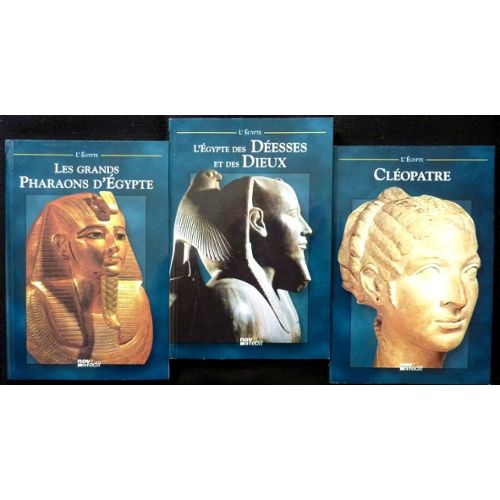 L'ÉGYPTE
LES GRANDS
PHARAONS D'ÉGYPTE
L'ÉGYPTE
L'ÉGYPTE DES DÉESSES
ET DES DIEUX
L'ÉGYPTE
CLÉOPATRE